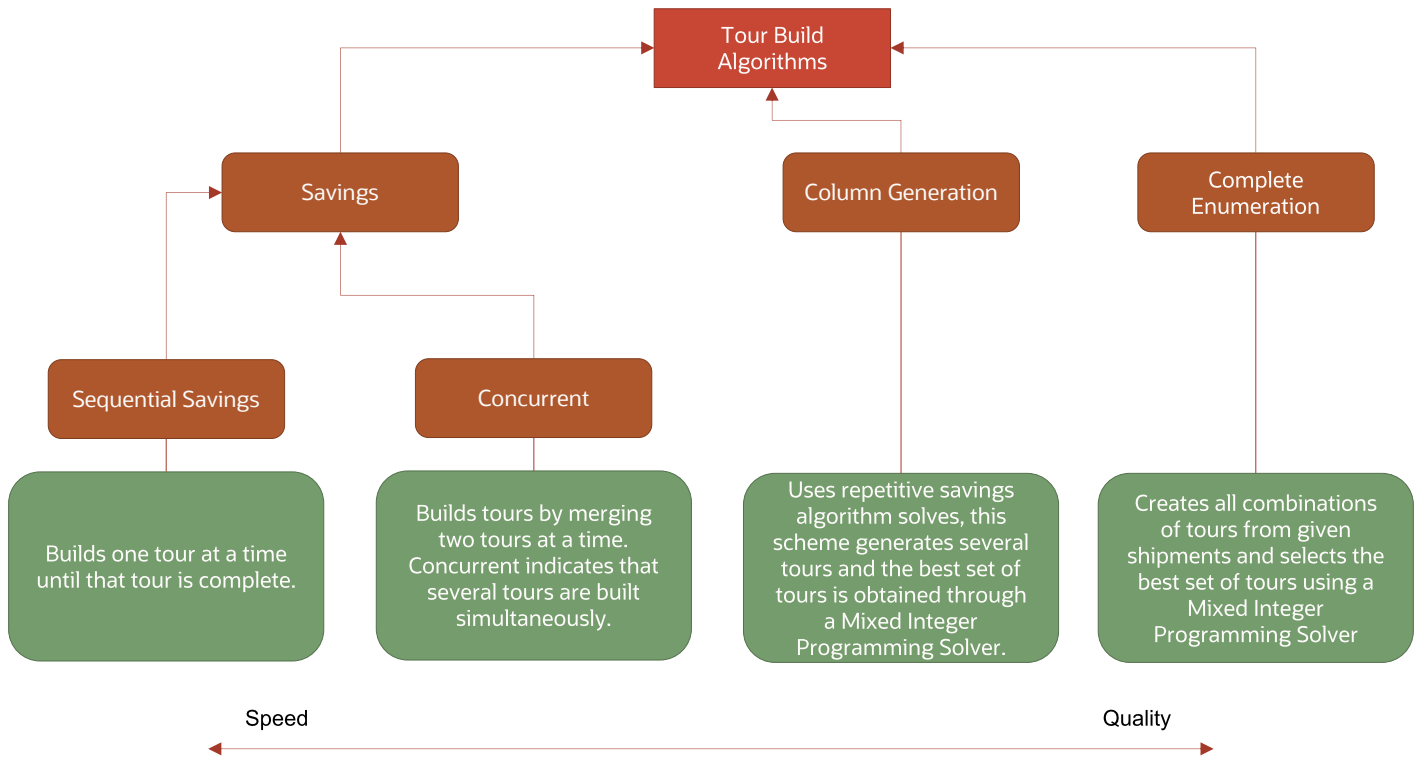 Tour Build
Algorithms
Savings
Column Generation
Complete
Enumeration
Sequential Savings
Concurrent
Builds one tour at a time
until that tour is complete.
Builds tours by merging
two tours at a time.
Concurrent indicates that
several tours are built
simultaneously.
Uses repetitive savings
algorithm solves, this
scheme generates several
tours and the best set of
tours is obtained through
a Mixed Integer
Programming Solver.
Creates all combinations
of tours from given
shipments and selects the
best set of tours using a
Mixed Integer
Programming Solver
Speed
Quality